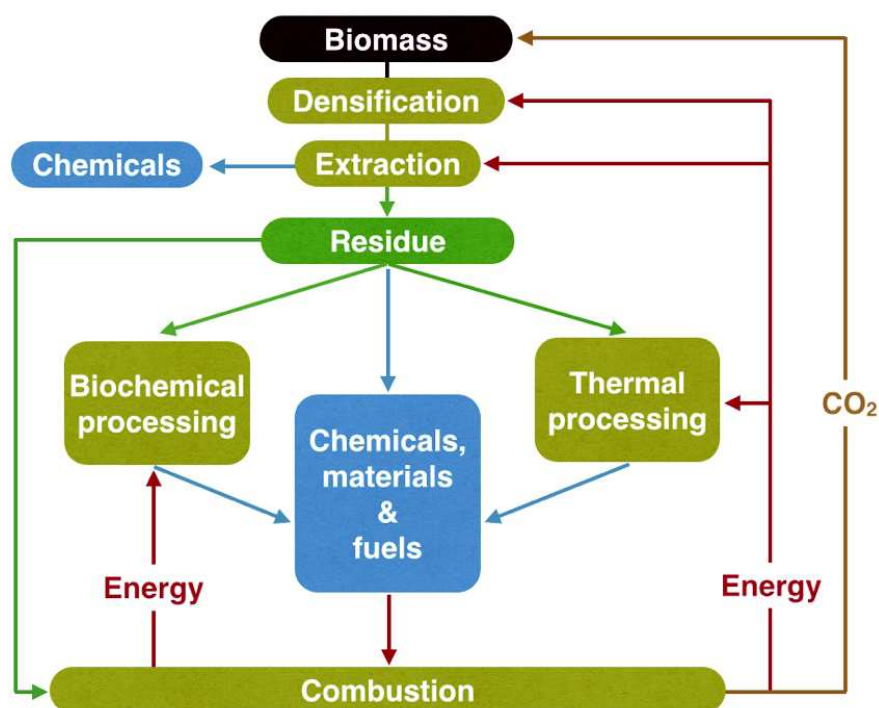 Biomass
Densification
Chemicals
Extraction
Residue
Biochemical
processing
Thermal
processing
Chemicals,
materials
&
fuels
CO₂
Energy
Energy
Combustion